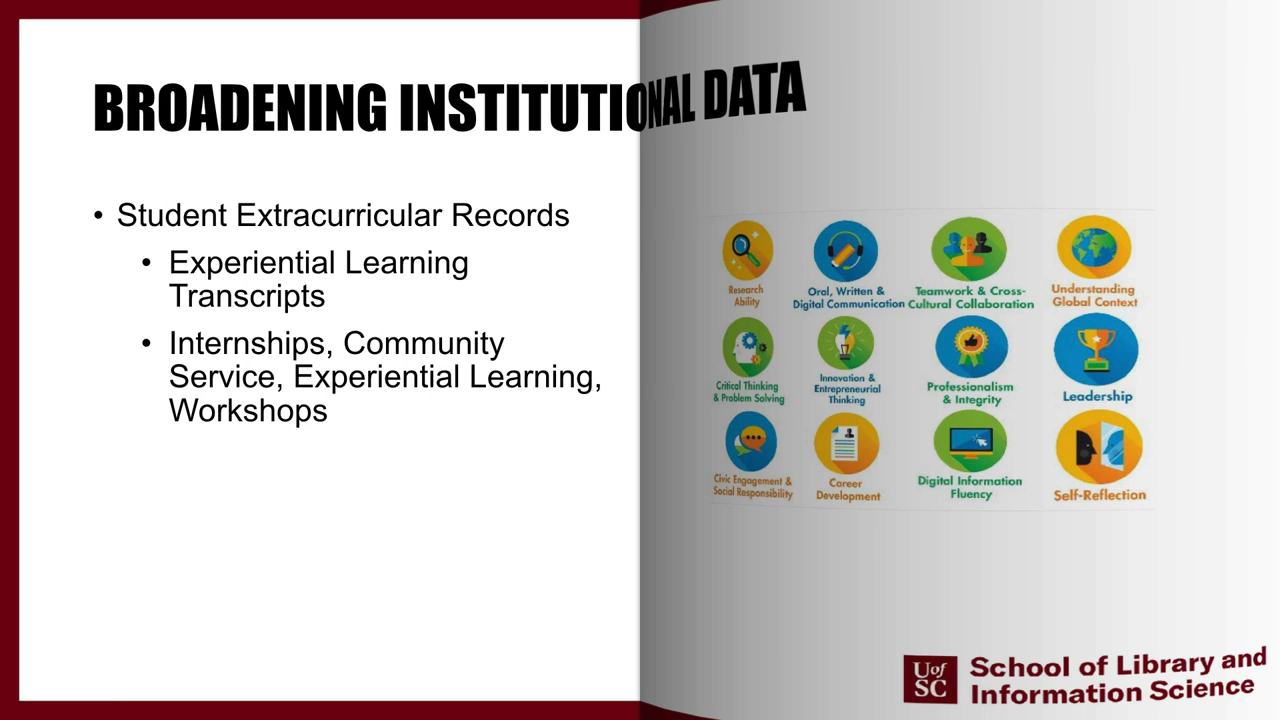 BROADENING INSTITUTIONAL DATA
• Student Extracurricular Records
• Experiential Learning
Transcripts
• Internships, Community
Service, Experiential Learning,
Workshops
Research
Ability
Oral, Written &
Digital Communication
Teamwork & Cross-
Cultural Collaboration
Understanding
Global Context
Critical Thinking
& Problem Solving
Innovation &
Entrepreneurial
Thinking
Professionalism
& Integrity
Leadership
Civic Engagement &
Social Responsibility
Career
Development
Digital Information
Fluency
Self-Reflection
UofSC
School of Library and
Information Science